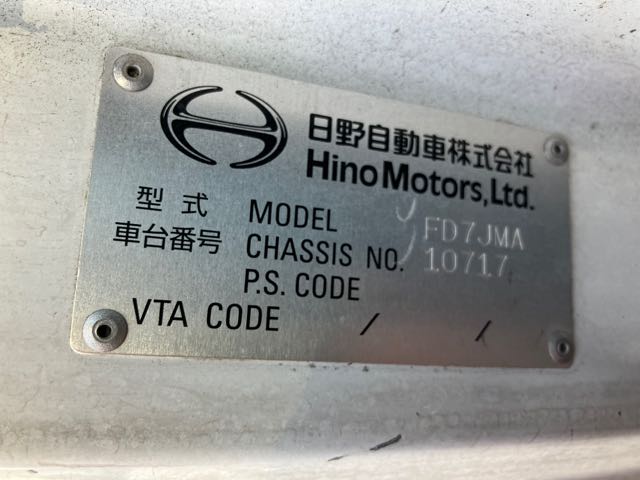 日野自動車株式会社
Hino Motors, Ltd.
型式 MODEL FD7JMA
車台番号 CHASSIS NO. 10717
P.S. CODE
VTA CODE / /